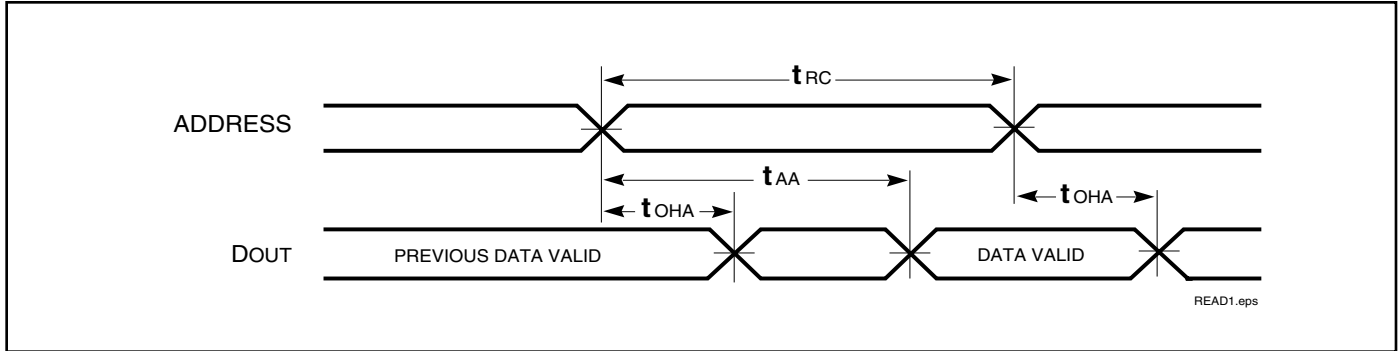 tRC
ADDRESS
tAA
tOHA
tOHA
DOUT
PREVIOUS DATA VALID
DATA VALID
READ1.eps